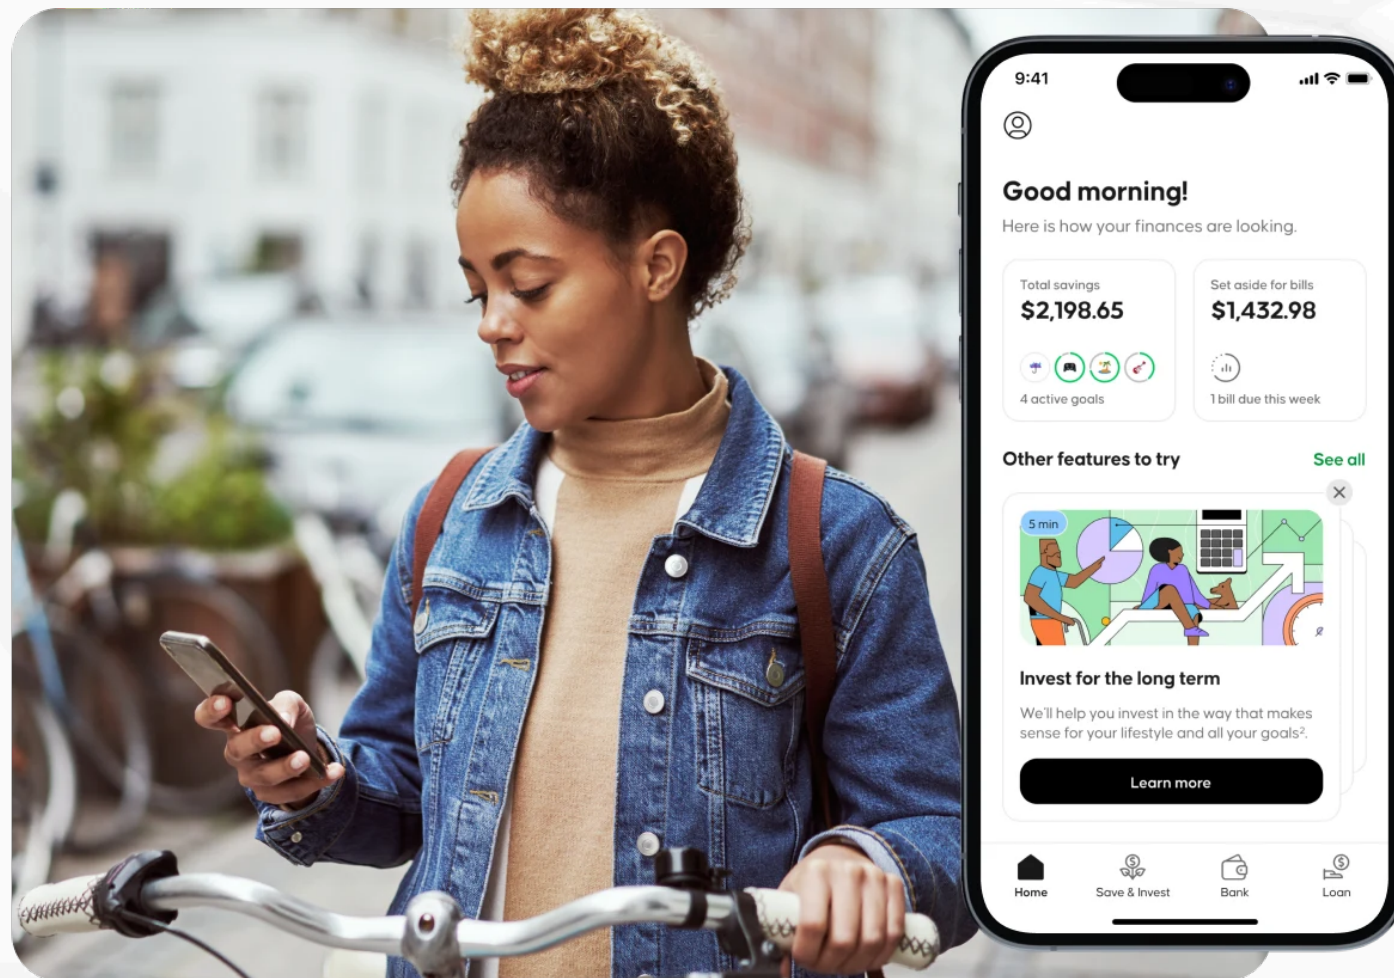 9:41
Good morning!
Here is how your finances are looking.
Total savings
$2,198.65
4 active goals
Set aside for bills
$1,432.98
1 bill due this week
Other features to try
See all
5 min
Invest for the long term
We'll help you invest in the way that makes
sense for your lifestyle and all your goals².
Learn more
Home
Save & Invest
Bank
Loan